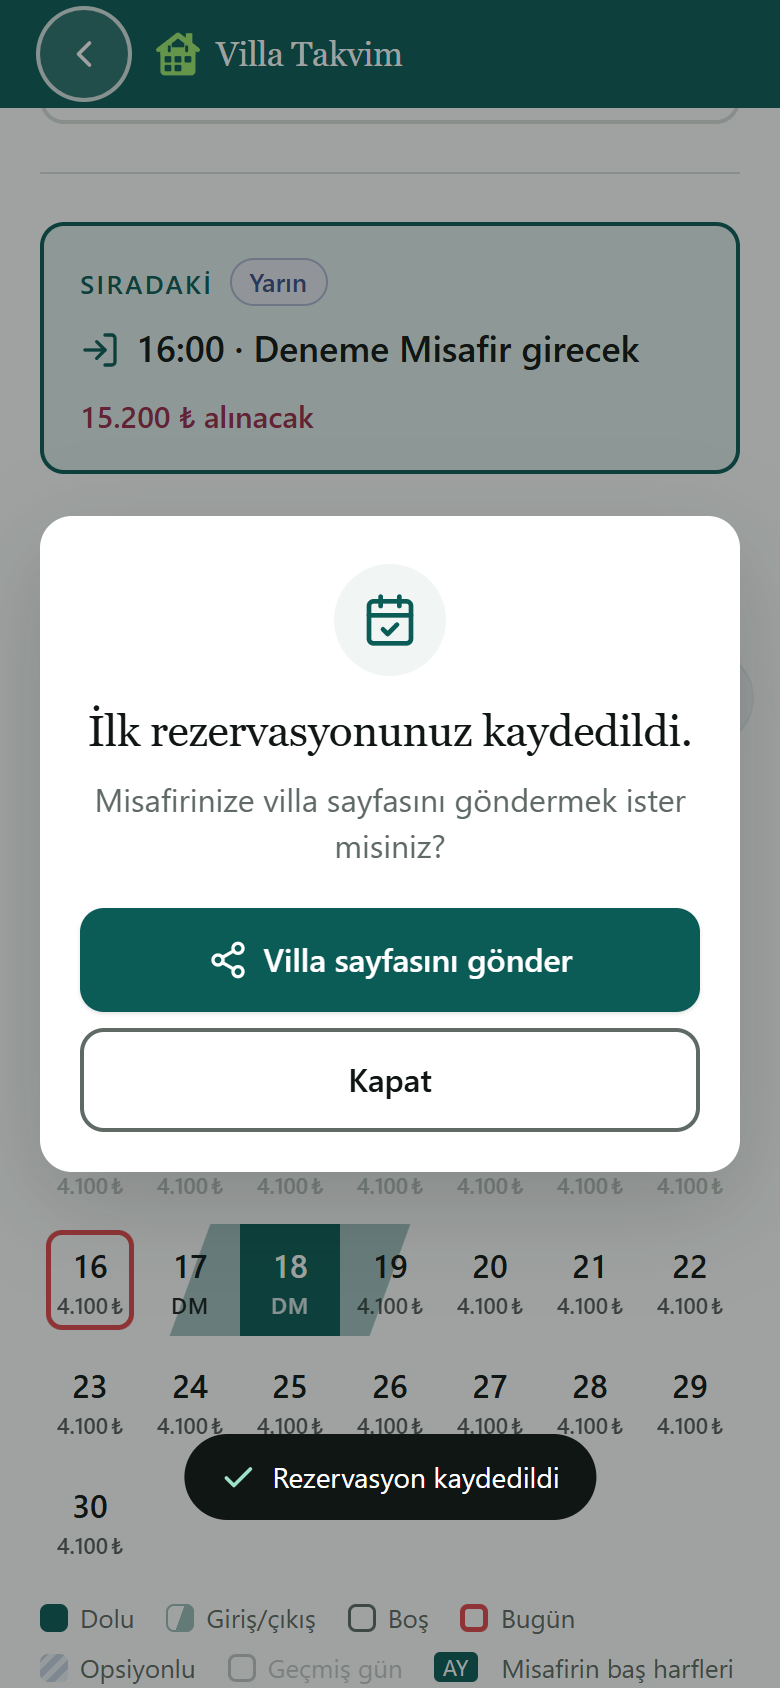 Villa Takvim
SIRADAKİ Yarın
16:00 · Deneme Misafir girecek
15.200 ₺ alınacak
İlk rezervasyonunuz kaydedildi.
Misafirinize villa sayfasını göndermek ister
misiniz?
Villa sayfasını gönder
Kapat
4.100 ₺ 4.100 ₺ 4.100 ₺ 4.100 ₺ 4.100 ₺ 4.100 ₺ 4.100 ₺
16 17 18 19 20 21 22
4.100 ₺ DM DM 4.100 ₺ 4.100 ₺ 4.100 ₺ 4.100 ₺
23 24 25 26 27 28 29
4.100 ₺ 4.100 ₺ 4.100 ₺ 4.100 ₺ 4.100 ₺ 4.100 ₺ 4.100 ₺
Rezervasyon kaydedildi
30
4.100 ₺
Dolu Giriş/çıkış Boş Bugün
Opsiyonlu Geçmiş gün AY Misafirin baş harfleri